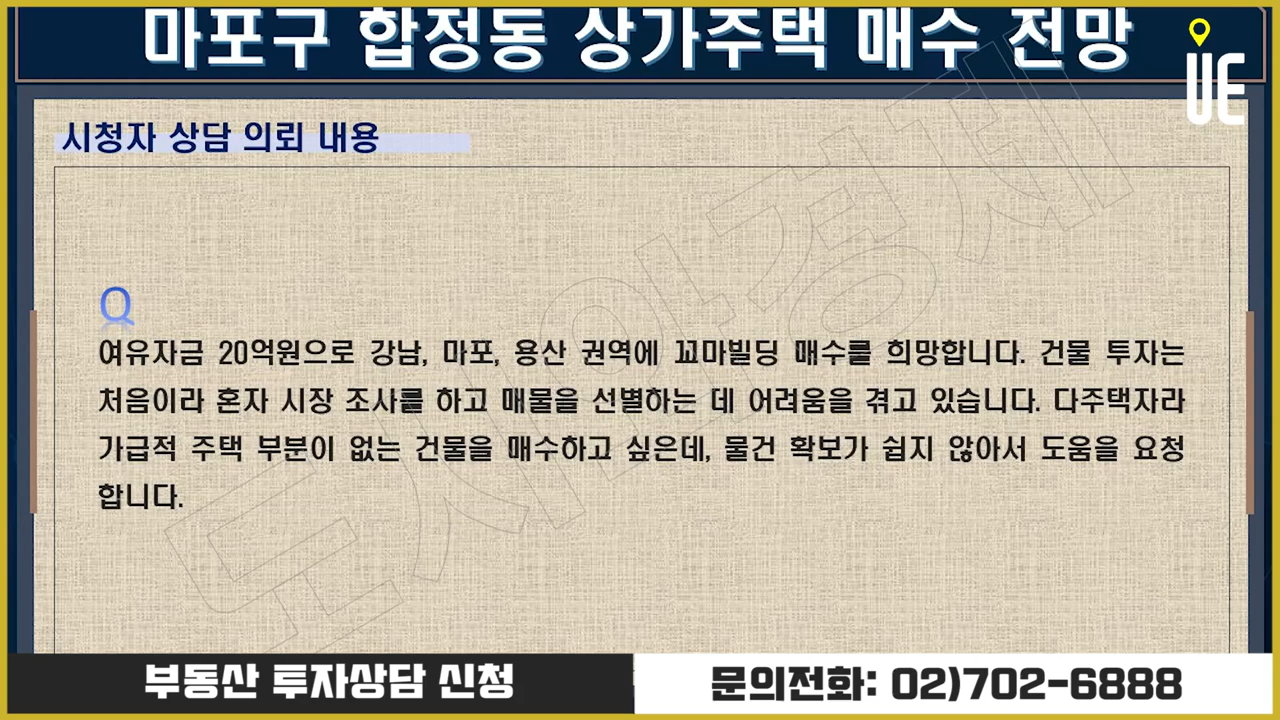 마포구 합정동 상가주택 매수 전망
UE
시청자 상담 의뢰 내용
Q
여유자금 20억원으로 강남, 마포, 용산 권역에 꼬마빌딩 매수를 희망합니다. 건물 투자는
처음이라 혼자 시장 조사를 하고 매물을 선별하는 데 어려움을 겪고 있습니다. 다주택자라
가급적 주택 부분이 없는 건물을 매수하고 싶은데, 물건 확보가 쉽지 않아서 도움을 요청
합니다.
도시와경제
부동산 투자상담 신청
문의전화: 02)702-6888